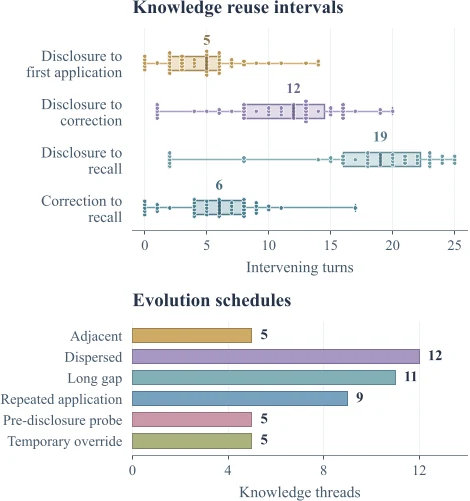 Knowledge reuse intervals
Disclosure to
first application
5
Disclosure to
correction
12
Disclosure to
recall
19
Correction to
recall
6
0 5 10 15 20 25
Intervening turns
Evolution schedules
Adjacent 5
Dispersed 12
Long gap 11
Repeated application 9
Pre-disclosure probe 5
Temporary override 5
0 4 8 12
Knowledge threads